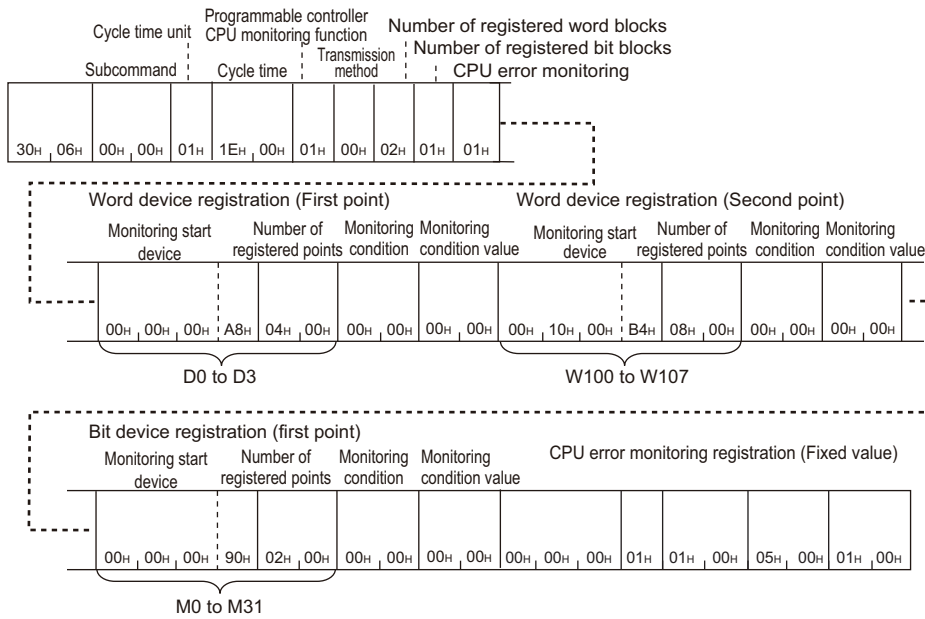 Programmable controller
Cycle time unit CPU monitoring function Number of registered word blocks
Transmission method Number of registered bit blocks
Subcommand Cycle time CPU error monitoring
30H 06H 00H 00H 01H 1EH 00H 01H 00H 02H 01H 01H
Word device registration (First point) Word device registration (Second point)
Monitoring start device Number of registered points Monitoring condition Monitoring condition value Monitoring start device Number of registered points Monitoring condition Monitoring condition value
00H 00H 00H A8H 04H 00H 00H 00H 00H 00H 00H 10H 00H B4H 08H 00H 00H 00H 00H 00H
D0 to D3 W100 to W107
Bit device registration (first point)
Monitoring start device Number of registered points Monitoring condition Monitoring condition value CPU error monitoring registration (Fixed value)
00H 00H 00H 90H 02H 00H 00H 00H 00H 00H 00H 00H 00H 01H 01H 00H 05H 00H 01H 00H
M0 to M31